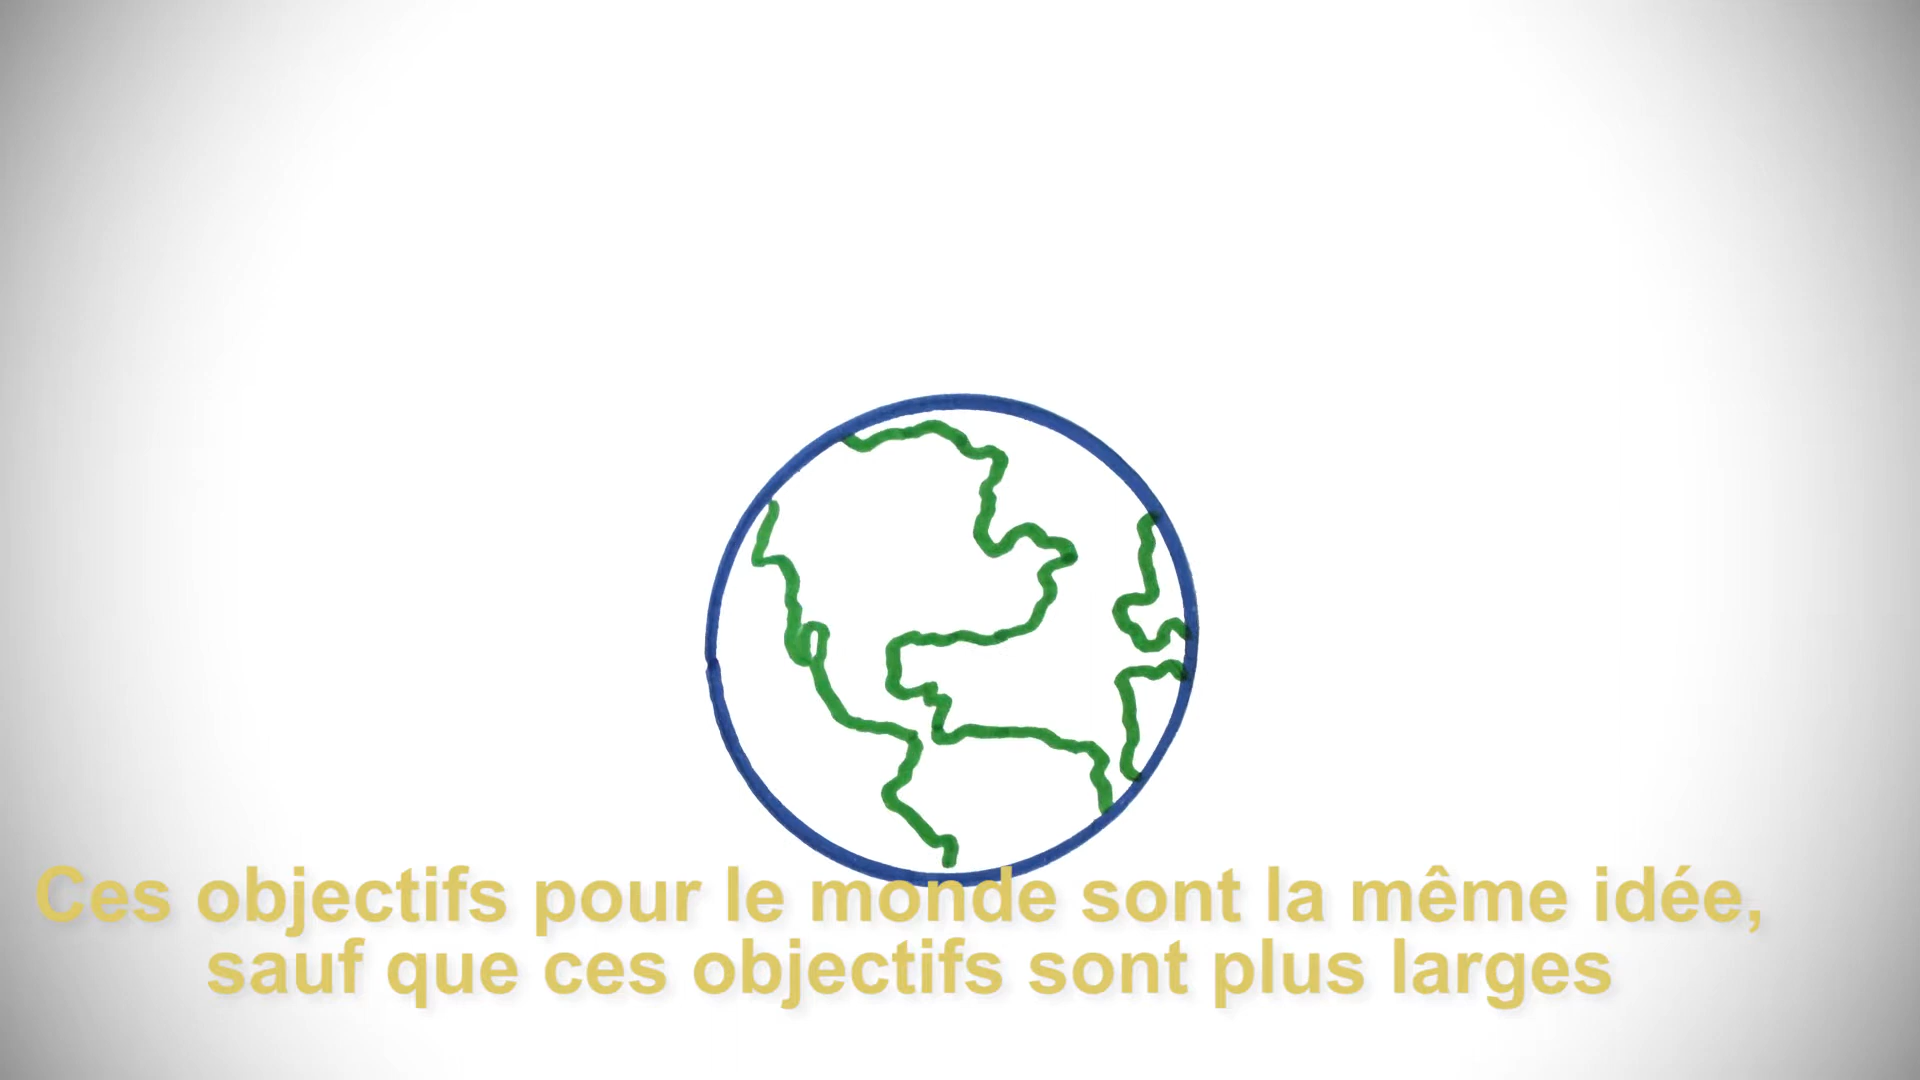 Ces objectifs pour le monde sont la même idée,
sauf que ces objectifs sont plus larges